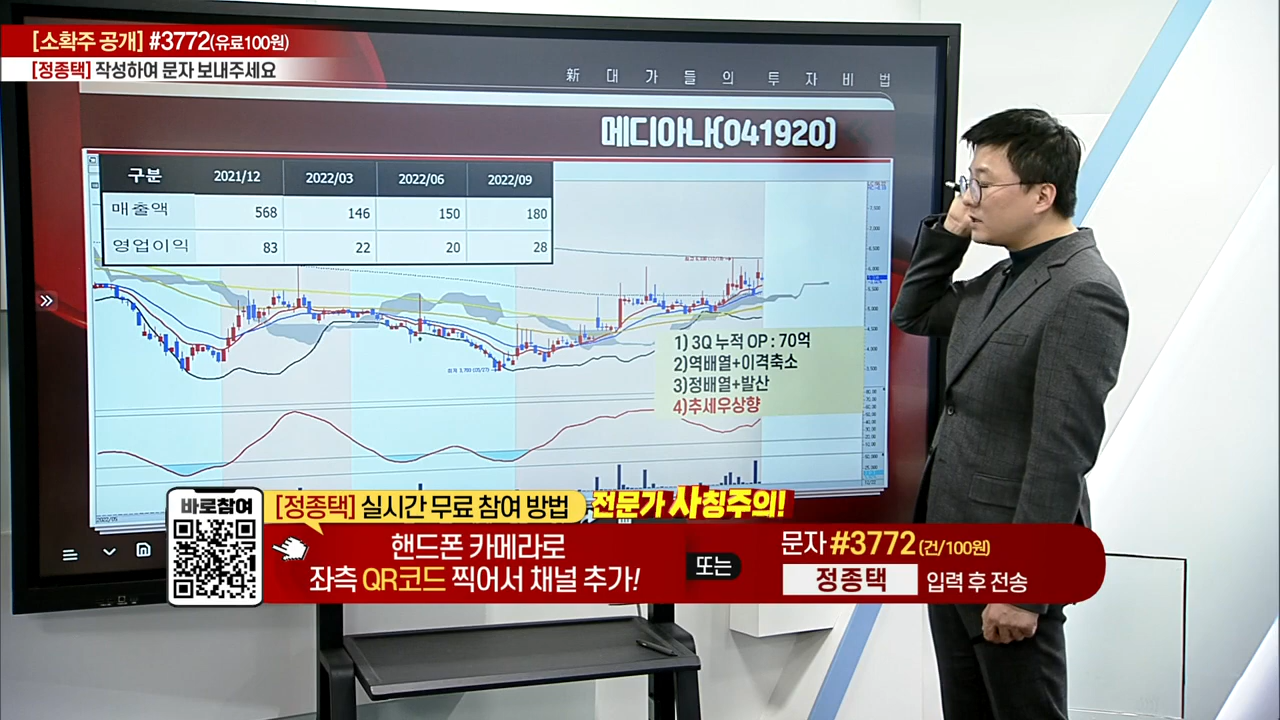 [소확주 공개] #3772(유료100원)
[정종택] 작성하여 문자 보내주세요
新 대 가 들 의 투 자 비 법
메디아나(041920)
구분 2021/12 2022/03 2022/06 2022/09
매출액 568 146 150 180
영업이익 83 22 20 28
1) 3Q 누적 OP : 70억
2)역배열+이격축소
3)정배열+발산
4)추세우상향
바로참여
[정종택] 실시간 무료 참여 방법
전문가 사칭주의!
핸드폰 카메라로
좌측 QR코드 찍어서 채널 추가!
또는
문자 #3772 (건/100원)
정종택 입력 후 전송